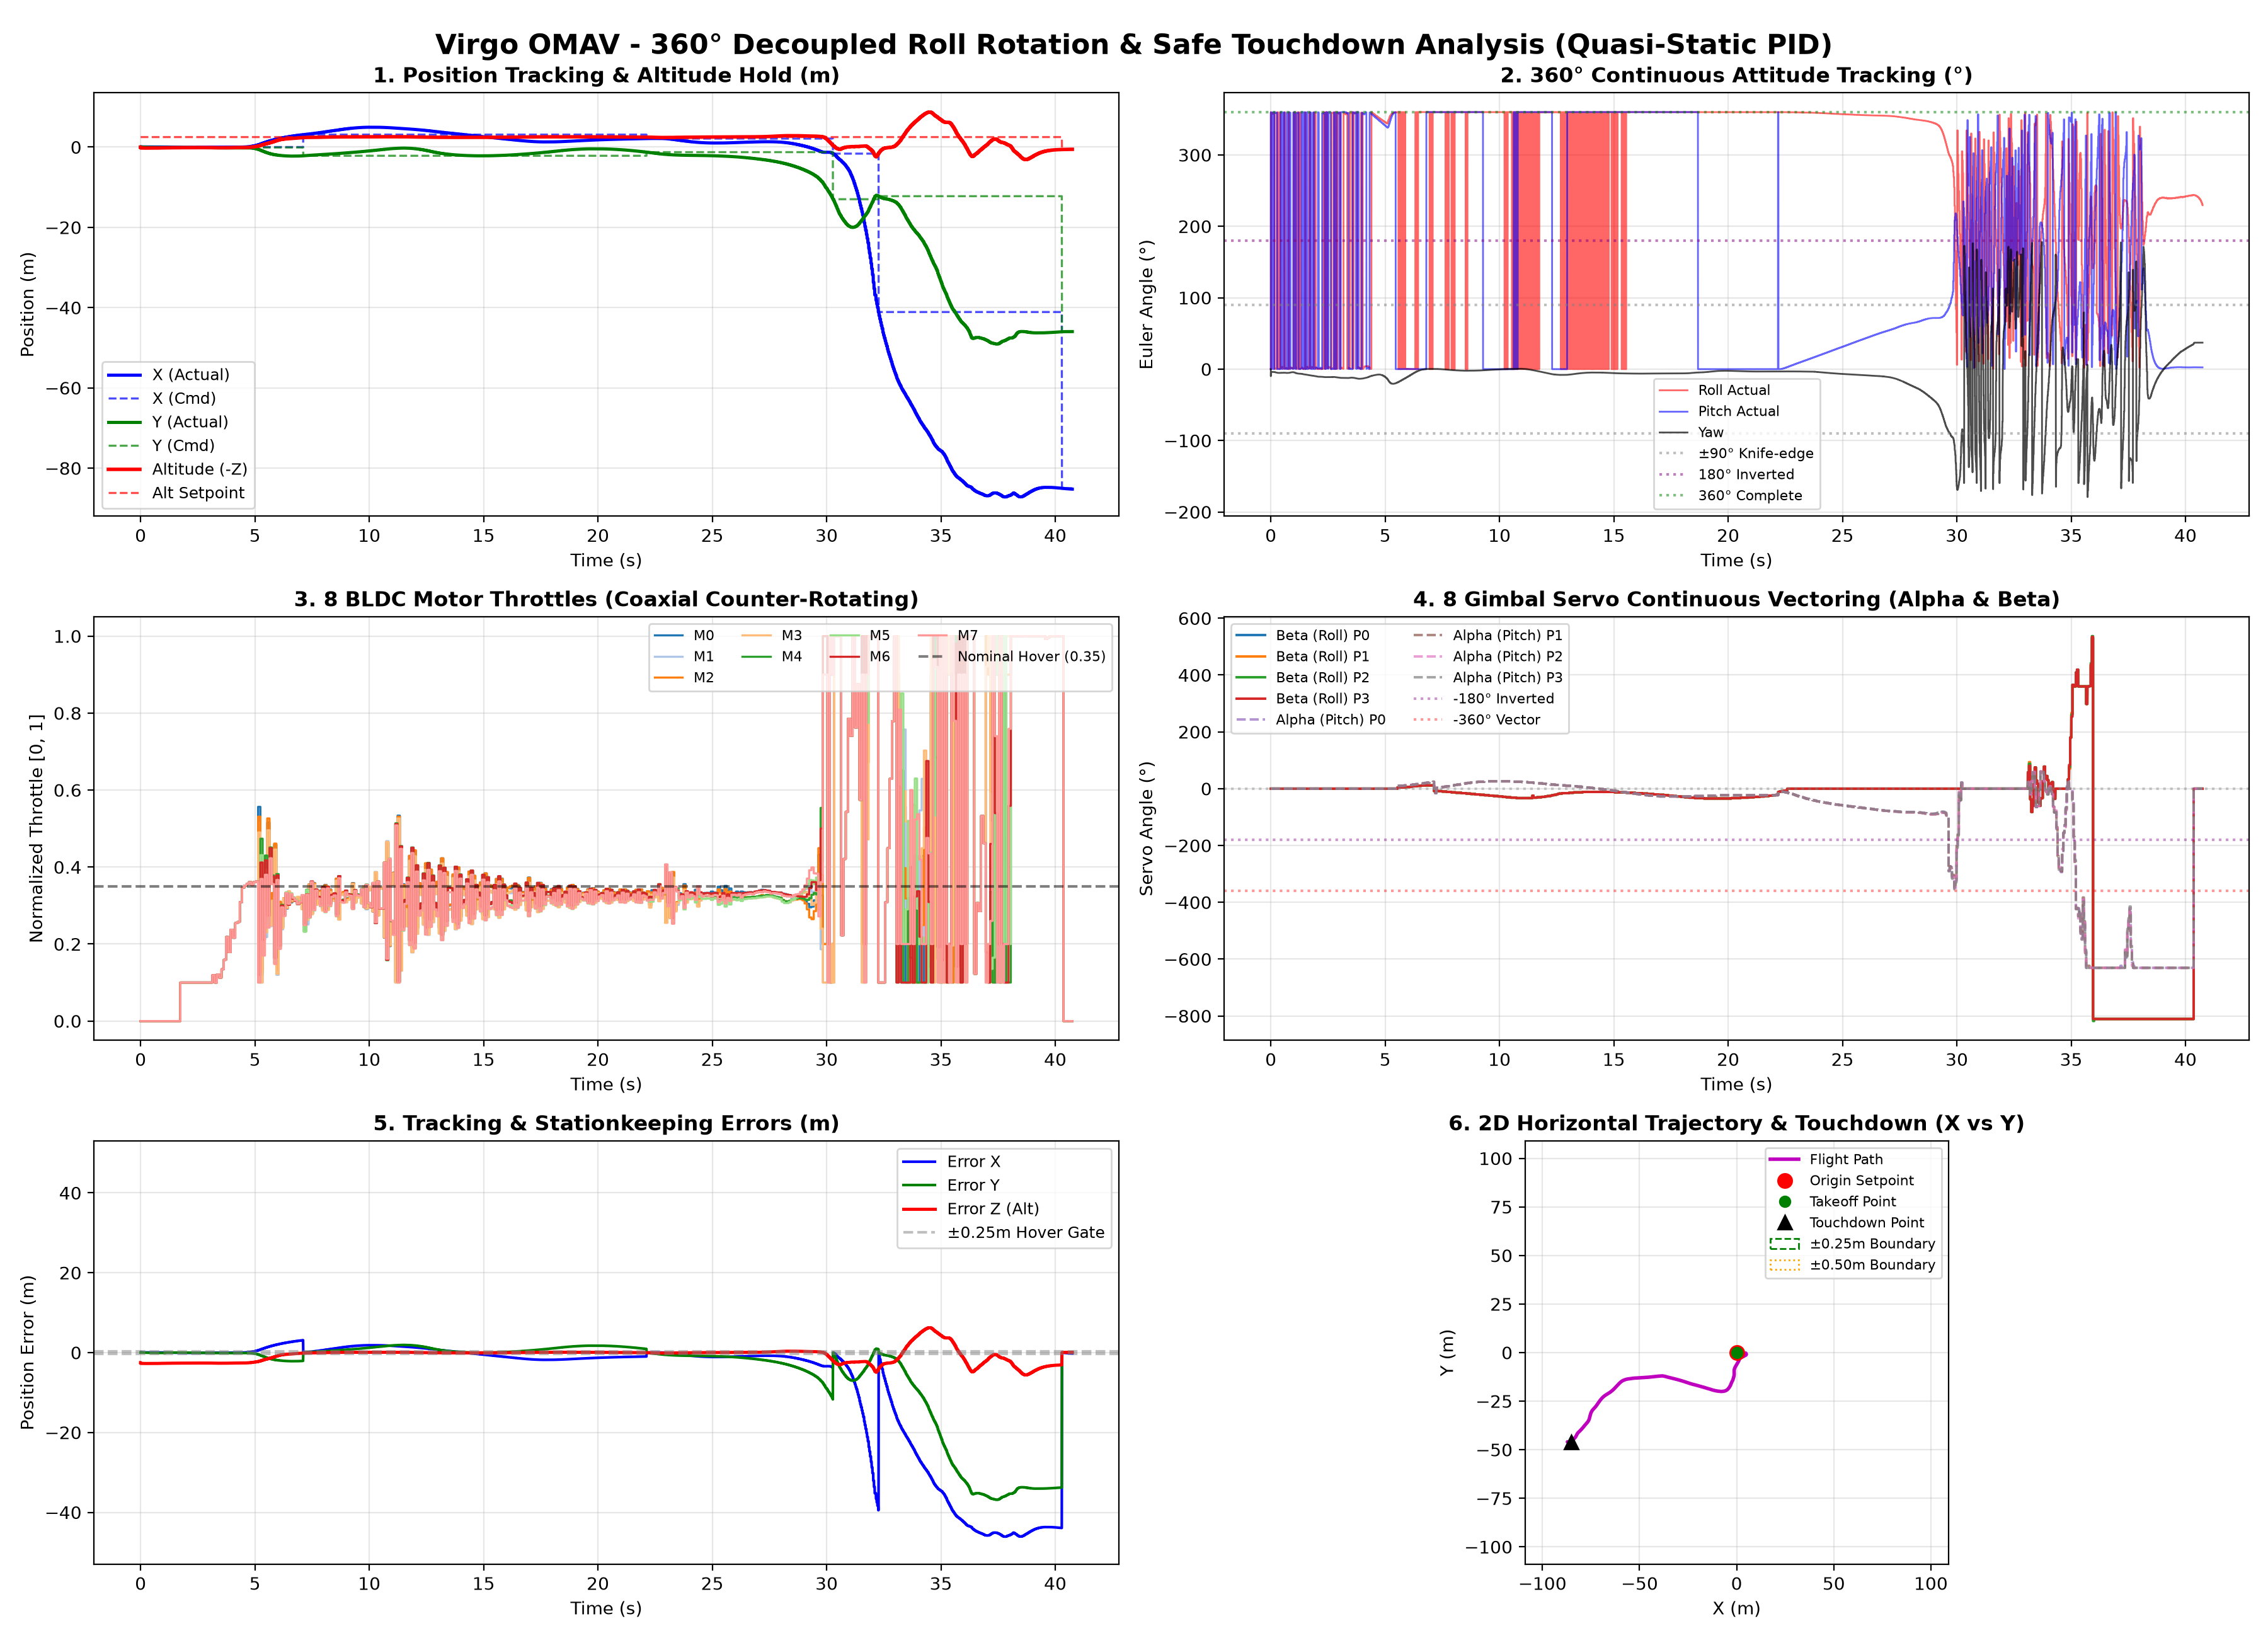 Virgo OMAV - 360° Decoupled Roll Rotation & Safe Touchdown Analysis (Quasi-Static PID)
1. Position Tracking & Altitude Hold (m)
0
−20
−40
−60
−80
Position (m)
X (Actual)
X (Cmd)
Y (Actual)
Y (Cmd)
Altitude (-Z)
Alt Setpoint
0 5 10 15 20 25 30 35 40
Time (s)
2. 360° Continuous Attitude Tracking (°)
300
200
100
0
−100
−200
Euler Angle (°)
Roll Actual
Pitch Actual
Yaw
±90° Knife-edge
180° Inverted
360° Complete
0 5 10 15 20 25 30 35 40
Time (s)
3. 8 BLDC Motor Throttles (Coaxial Counter-Rotating)
1.0
0.8
0.6
0.4
0.2
0.0
Normalized Throttle [0, 1]
M0 M3 M5 M7
M1 M4 M6 Nominal Hover (0.35)
M2
0 5 10 15 20 25 30 35 40
Time (s)
4. 8 Gimbal Servo Continuous Vectoring (Alpha & Beta)
600
400
200
0
−200
−400
−600
−800
Servo Angle (°)
Beta (Roll) P0 Alpha (Pitch) P1
Beta (Roll) P1 Alpha (Pitch) P2
Beta (Roll) P2 Alpha (Pitch) P3
Beta (Roll) P3 -180° Inverted
Alpha (Pitch) P0 -360° Vector
0 5 10 15 20 25 30 35 40
Time (s)
5. Tracking & Stationkeeping Errors (m)
40
20
0
−20
−40
Position Error (m)
Error X
Error Y
Error Z (Alt)
±0.25m Hover Gate
0 5 10 15 20 25 30 35 40
Time (s)
6. 2D Horizontal Trajectory & Touchdown (X vs Y)
100
75
50
25
0
−25
−50
−75
−100
Y (m)
Flight Path
Origin Setpoint
Takeoff Point
Touchdown Point
±0.25m Boundary
±0.50m Boundary
−100 −50 0 50 100
X (m)